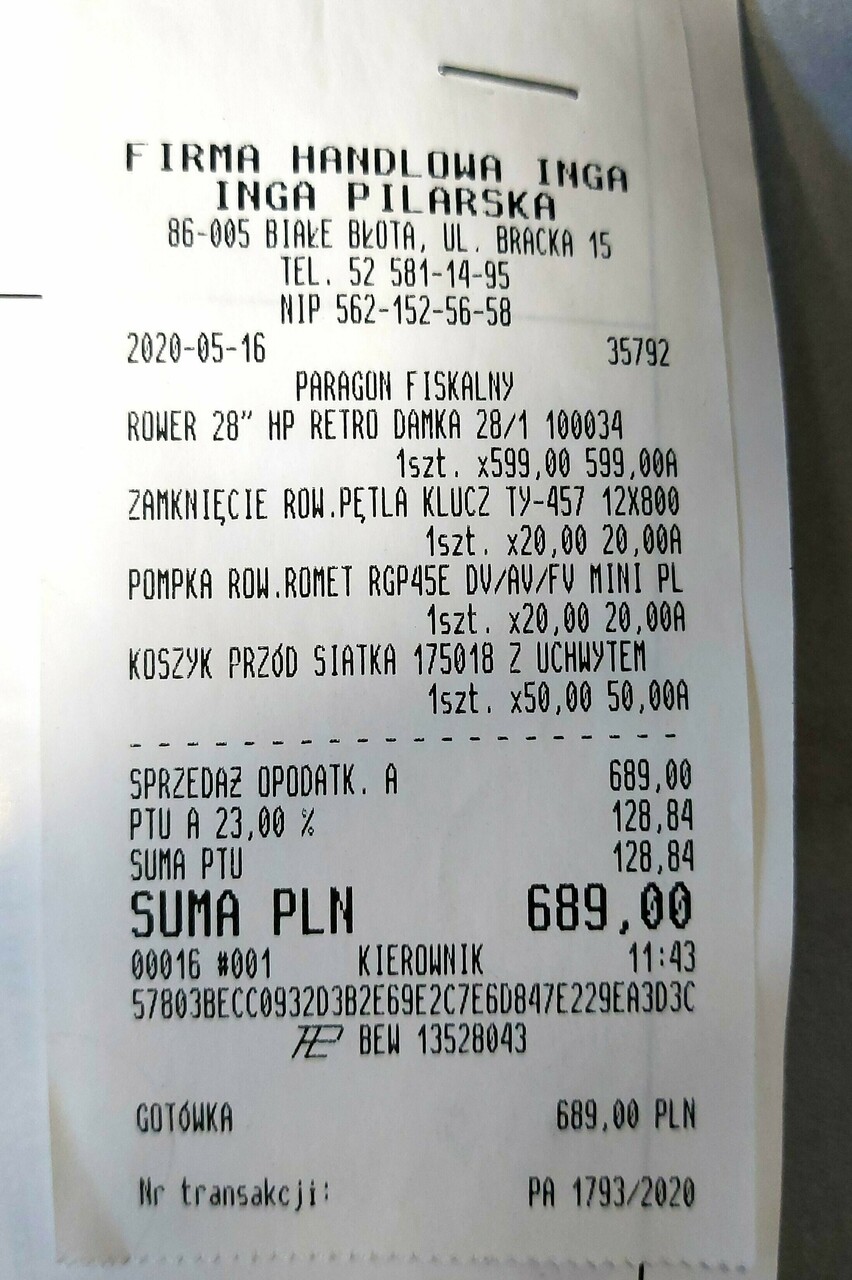 FIRMA HANDLOWA INGA
INGA PILARSKA
86-005 BIAŁE BŁOTA, UL. BRACKA 15
TEL. 52 581-14-95
NIP 562-152-56-58
2020-05-16 35792
PARAGON FISKALNY
ROWER 28" HP RETRO DAMKA 28/1 100034
1szt. x599,00 599,00A
ZAMKNIĘCIE ROW.PĘTLA KLUCZ TY-457 12X800
1szt. x20,00 20,00A
POMPKA ROW.ROMET RGP45E DV/AV/FV MINI PL
1szt. x20,00 20,00A
KOSZYK PRZÓD SIATKA 175018 Z UCHWYTEM
1szt. x50,00 50,00A
SPRZEDAŻ OPODATK. A 689,00
PTU A 23,00 % 128,84
SUMA PTU 128,84
SUMA PLN 689,00
00016 #001 KIEROWNIK 11:43
57803BECC0932D3B2E69E2C7E6D847E229EA3D3C
BEW 13528043
GOTÓWKA 689,00 PLN
Nr transakcji: PA 1793/2020